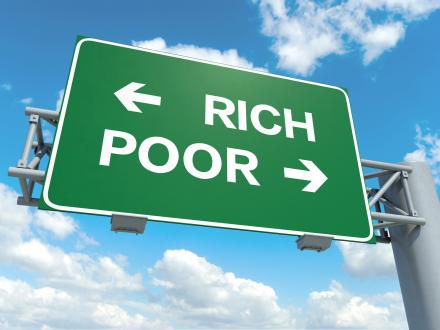 ← RICH
POOR →